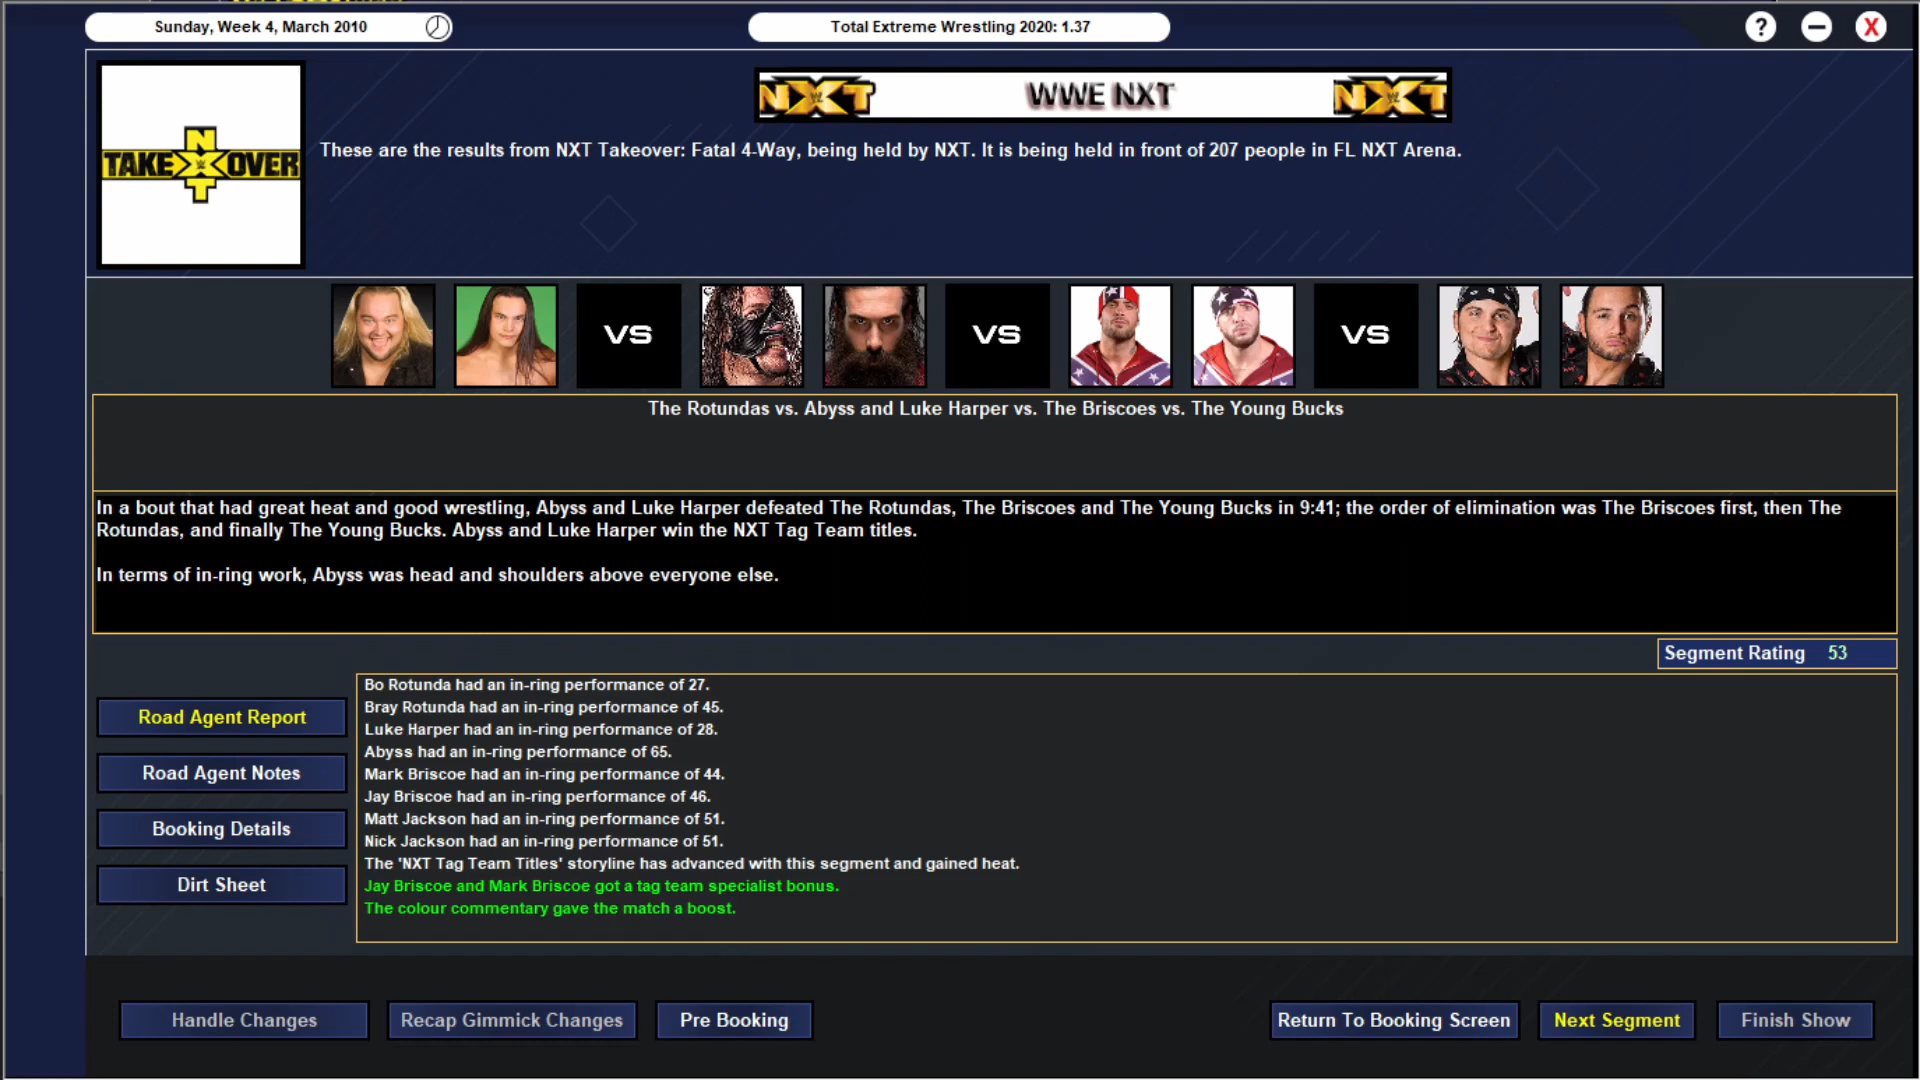 Sunday, Week 4, March 2010
Total Extreme Wrestling 2020: 1.37
?
X
NXT
TAKEOVER
NXT
WWE NXT
NXT
These are the results from NXT Takeover: Fatal 4-Way, being held by NXT. It is being held in front of 207 people in FL NXT Arena.
VS
VS
VS
The Rotundas vs. Abyss and Luke Harper vs. The Briscoes vs. The Young Bucks
In a bout that had great heat and good wrestling, Abyss and Luke Harper defeated The Rotundas, The Briscoes and The Young Bucks in 9:41; the order of elimination was The Briscoes first, then The
Rotundas, and finally The Young Bucks. Abyss and Luke Harper win the NXT Tag Team titles.
In terms of in-ring work, Abyss was head and shoulders above everyone else.
Segment Rating 53
Road Agent Report
Road Agent Notes
Booking Details
Dirt Sheet
Bo Rotunda had an in-ring performance of 27.
Bray Rotunda had an in-ring performance of 45.
Luke Harper had an in-ring performance of 28.
Abyss had an in-ring performance of 65.
Mark Briscoe had an in-ring performance of 44.
Jay Briscoe had an in-ring performance of 46.
Matt Jackson had an in-ring performance of 51.
Nick Jackson had an in-ring performance of 51.
The 'NXT Tag Team Titles' storyline has advanced with this segment and gained heat.
Jay Briscoe and Mark Briscoe got a tag team specialist bonus.
The colour commentary gave the match a boost.
Handle Changes
Recap Gimmick Changes
Pre Booking
Return To Booking Screen
Next Segment
Finish Show